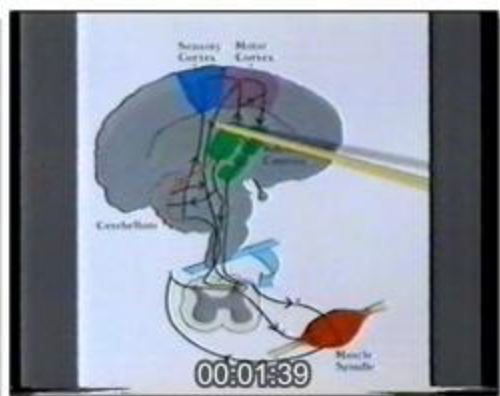 Sensory Motor
Cortex Cortex
Cerebellum
Muscle
Spindle
00:01:39